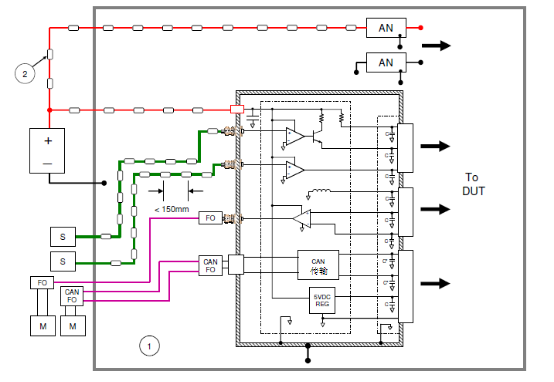 AN
AN
2
+
–
< 150mm
To
DUT
S
S
FO
CAN
FO
FO
CAN
FO
M
M
CAN
传输
5VDC
REG
1